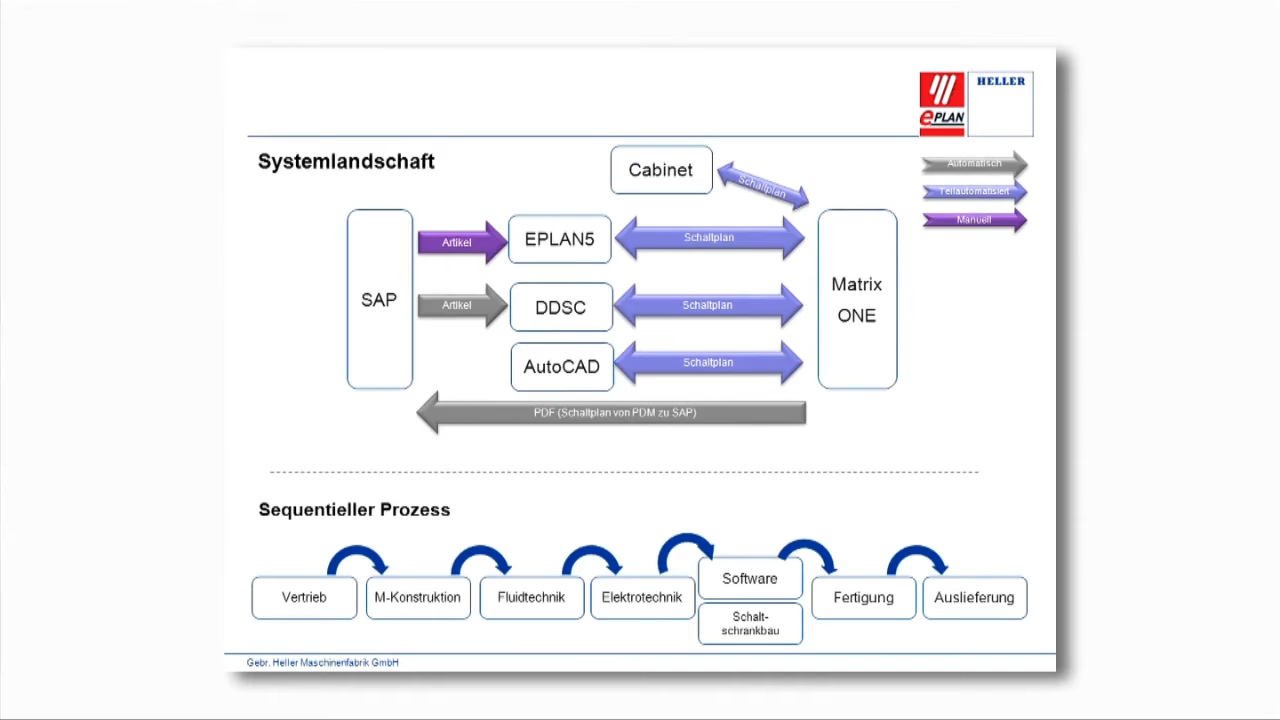 HELLER
ePLAN
Systemlandschaft
Cabinet
Schaltplan
Automatisch
Teilautomatisiert
Manuell
SAP
Artikel
EPLAN5
Schaltplan
Matrix
ONE
Artikel
DDSC
Schaltplan
AutoCAD
Schaltplan
PDF (Schaltplan von PDM zu SAP)
Sequentieller Prozess
Vertrieb
M-Konstruktion
Fluidtechnik
Elektrotechnik
Software
Schalt-
schrankbau
Fertigung
Auslieferung
Gebr. Heller Maschinenfabrik GmbH